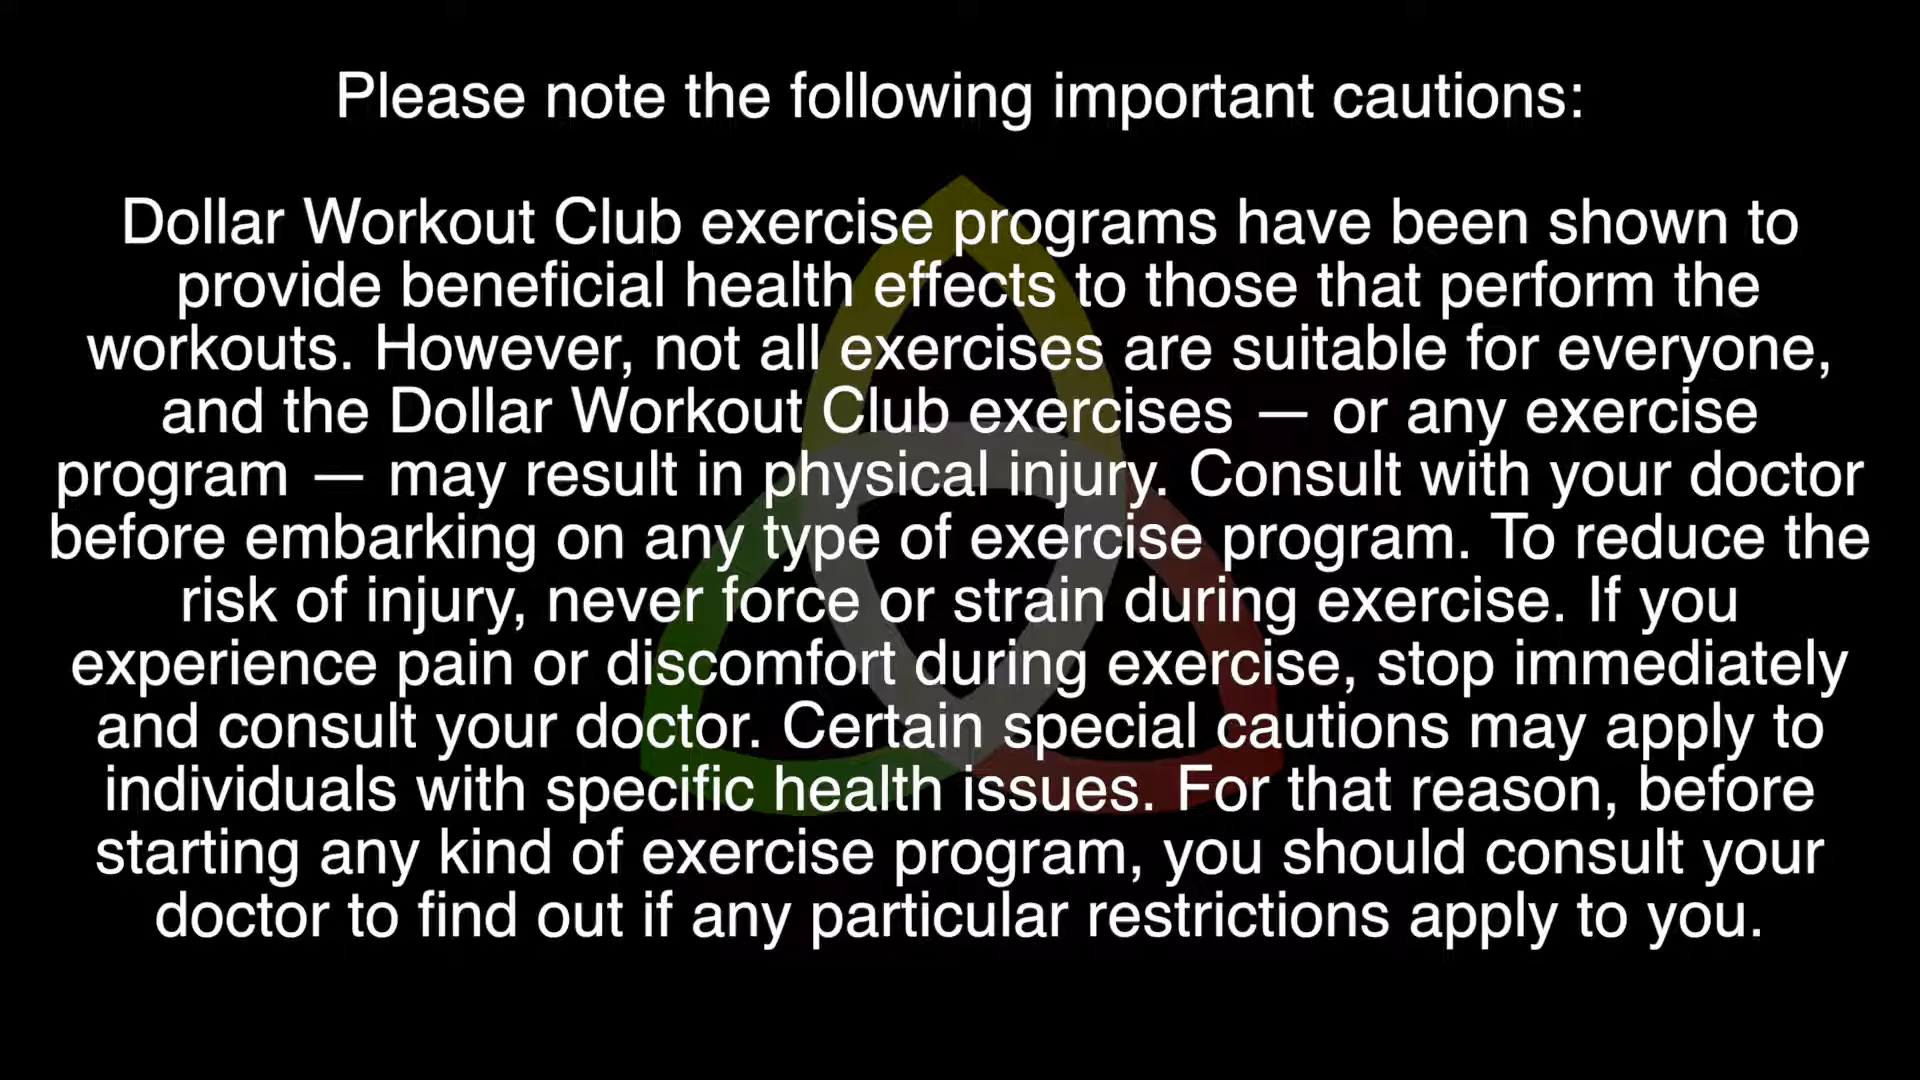 Please note the following important cautions:
Dollar Workout Club exercise programs have been shown to
provide beneficial health effects to those that perform the
workouts. However, not all exercises are suitable for everyone,
and the Dollar Workout Club exercises — or any exercise
program — may result in physical injury. Consult with your doctor
before embarking on any type of exercise program. To reduce the
risk of injury, never force or strain during exercise. If you
experience pain or discomfort during exercise, stop immediately
and consult your doctor. Certain special cautions may apply to
individuals with specific health issues. For that reason, before
starting any kind of exercise program, you should consult your
doctor to find out if any particular restrictions apply to you.